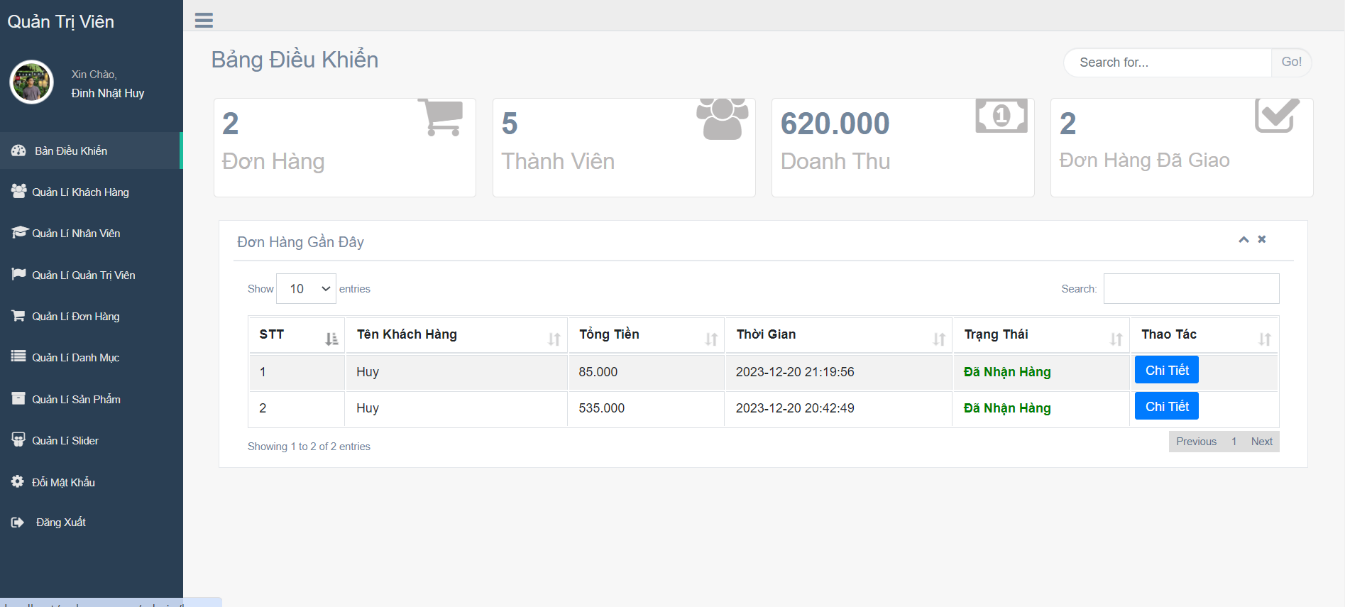 Quản Trị Viên
Xin Chào,
Đinh Nhật Huy
Bản Điều Khiển
Quản Lí Khách Hàng
Quản Lí Nhân Viên
Quản Lí Quản Trị Viên
Quản Lí Đơn Hàng
Quản Lí Danh Mục
Quản Lí Sản Phẩm
Quản Lí Slider
Đổi Mật Khẩu
Đăng Xuất
Bảng Điều Khiển
Search for... Go!
2
Đơn Hàng
5
Thành Viên
620.000
Doanh Thu
2
Đơn Hàng Đã Giao
Đơn Hàng Gần Đây
Show 10 entries Search:
STT Tên Khách Hàng Tổng Tiền Thời Gian Trạng Thái Thao Tác
1 Huy 85.000 2023-12-20 21:19:56 Đã Nhận Hàng Chi Tiết
2 Huy 535.000 2023-12-20 20:42:49 Đã Nhận Hàng Chi Tiết
Showing 1 to 2 of 2 entries Previous 1 Next